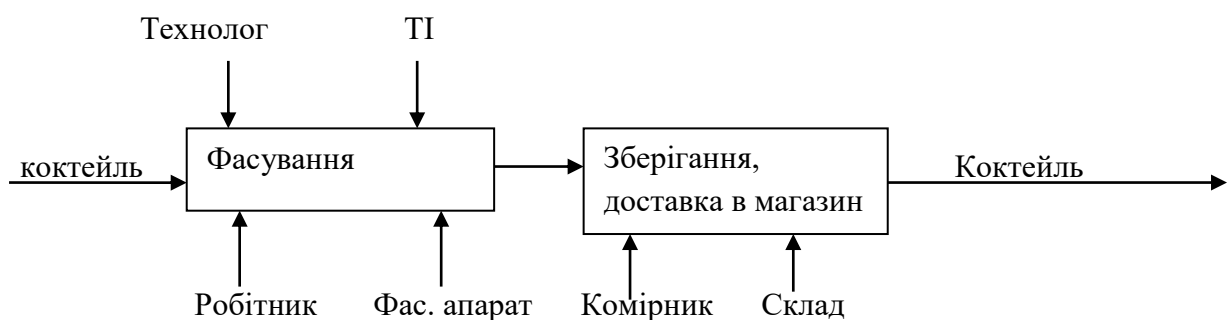 Технолог ТІ
коктейль
Фасування
Зберігання,
доставка в магазин
Коктейль
Робітник Фас. апарат Комірник Склад